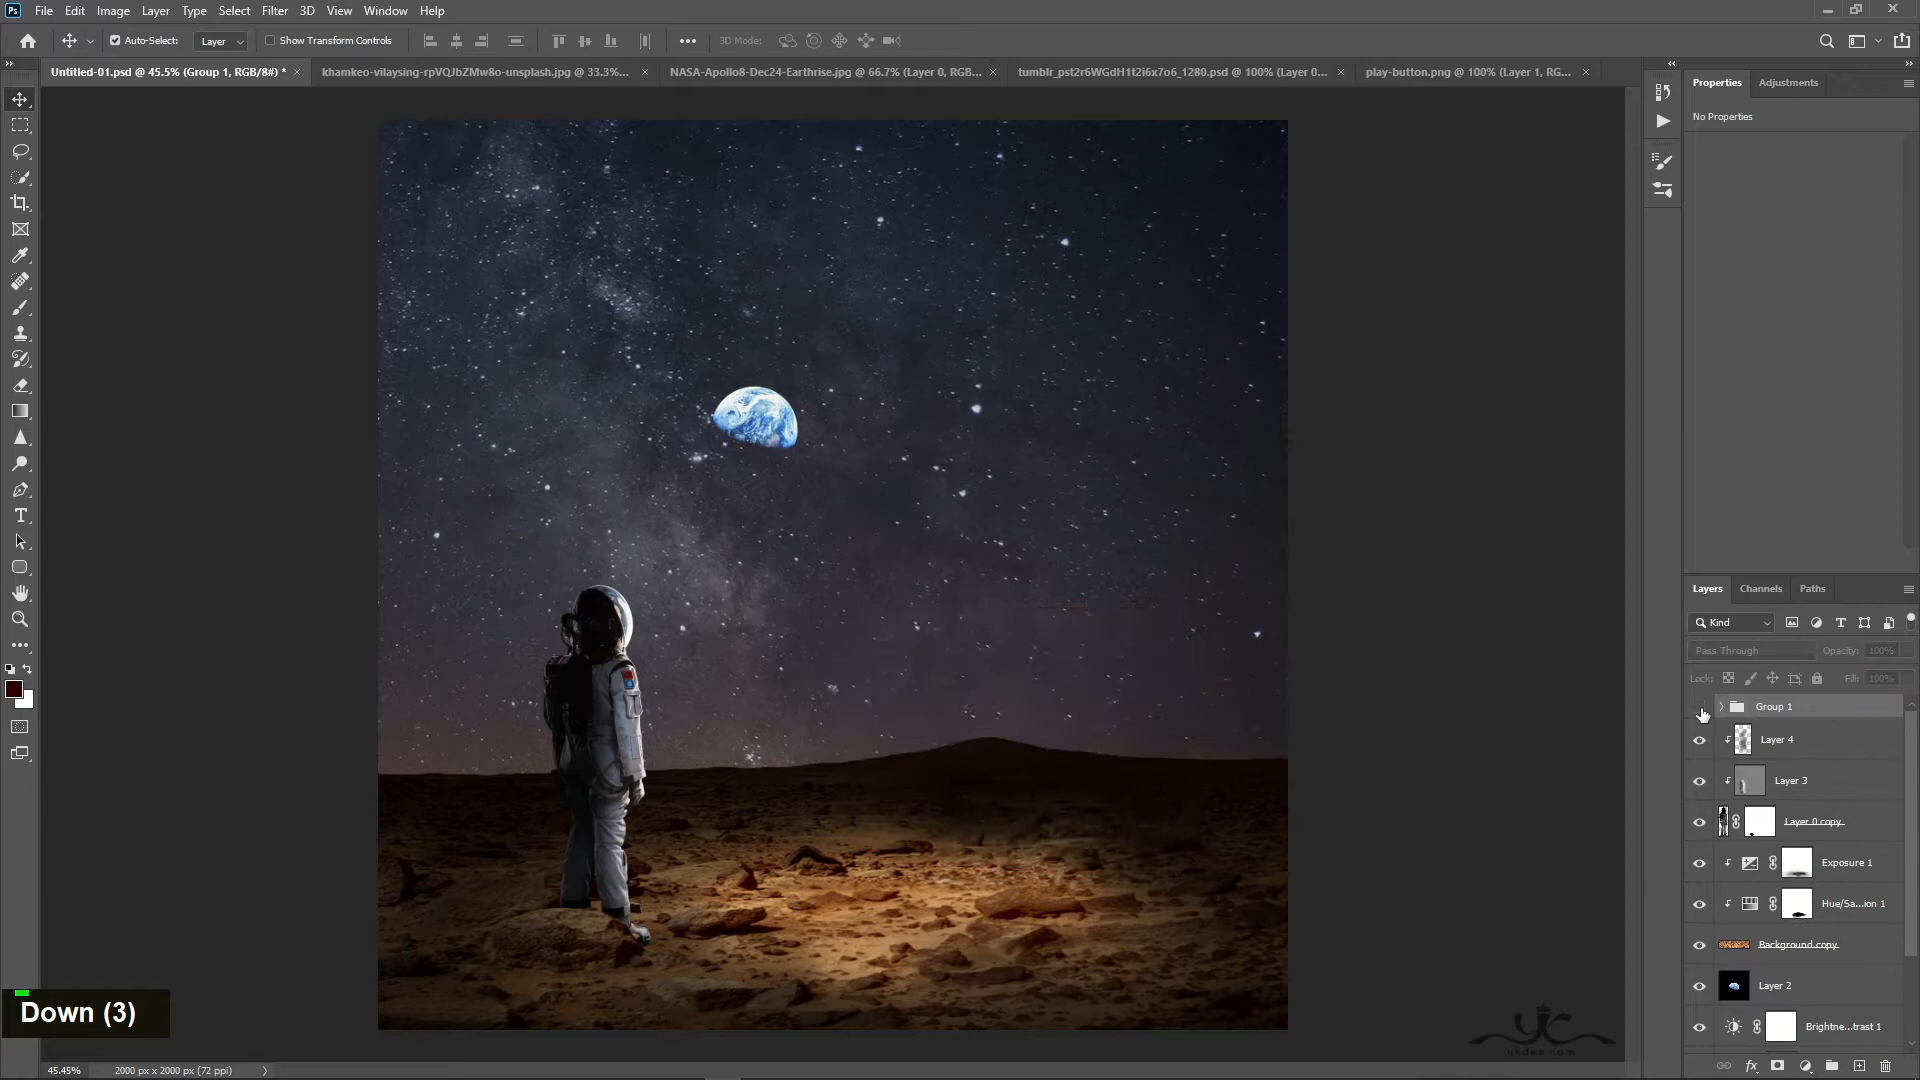 Ps File Edit Image Layer Type Select Filter 3D View Window Help
Auto-Select: Layer Show Transform Controls 3D Mode:
Untitled-01.psd @ 45.5% (Group 1, RGB/8#) * khamkeo-vilaysing-rpVQJbZMw8o-unsplash.jpg @ 33.3%... NASA-Apollo8-Dec24-Earthrise.jpg @ 66.7% (Layer 0, RGB... tumblr_pst2r6WGdH1t2i6x7o6_1280.psd @ 100% (Layer 0... play-button.png @ 100% (Layer 1, RG...
Properties Adjustments
No Properties
Layers Channels Paths
Kind
Pass Through Opacity: 100%
Lock: Fill: 100%
Group 1
Layer 4
Layer 3
Layer 0 copy
Exposure 1
Hue/Sa...ion 1
Background copy
Layer 2
Brightne...trast 1
Down (3)
45.45% 2000 px x 2000 px (72 ppi)